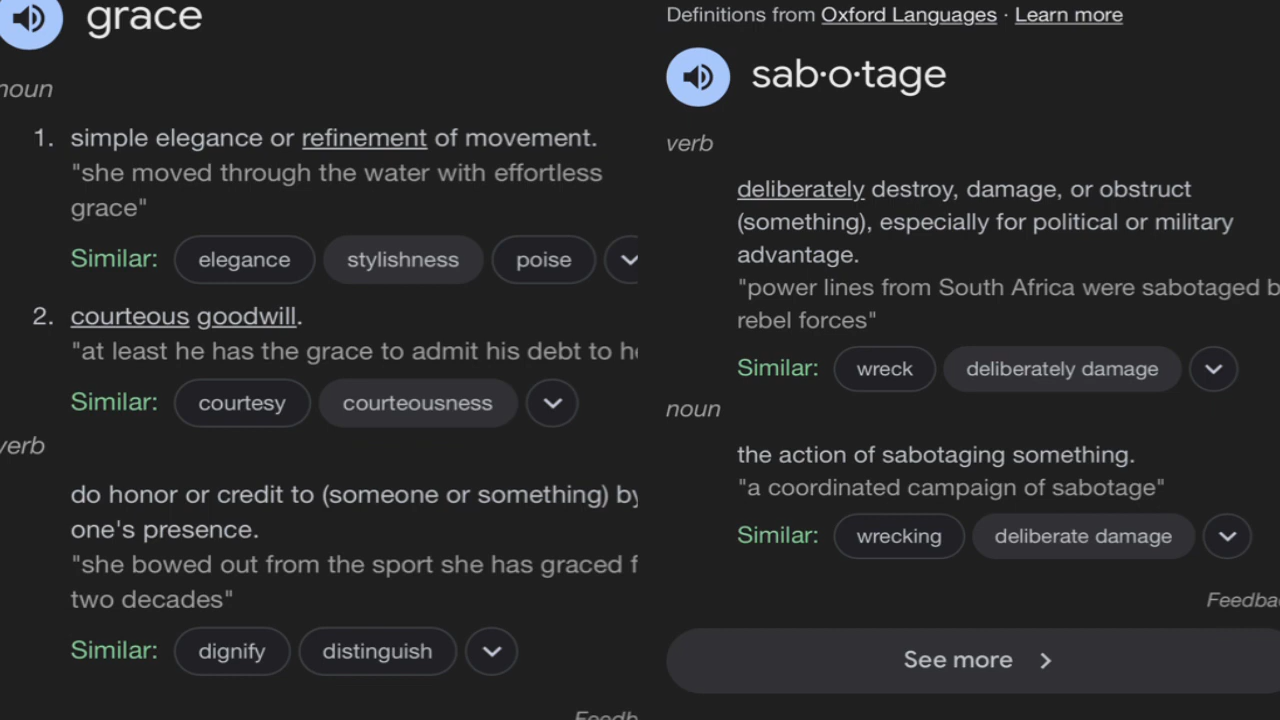 grace
noun
1. simple elegance or refinement of movement.
"she moved through the water with effortless
grace"
Similar: elegance stylishness poise
2. courteous goodwill.
"at least he has the grace to admit his debt to
Similar: courtesy courteousness
verb
do honor or credit to (someone or something) by
one's presence.
"she bowed out from the sport she has graced
two decades"
Similar: dignify distinguish
Definitions from Oxford Languages · Learn more
sab·o·tage
verb
deliberately destroy, damage, or obstruct
(something), especially for political or military
advantage.
"power lines from South Africa were sabotaged
rebel forces"
Similar: wreck deliberately damage
noun
the action of sabotaging something.
"a coordinated campaign of sabotage"
Similar: wrecking deliberate damage
See more